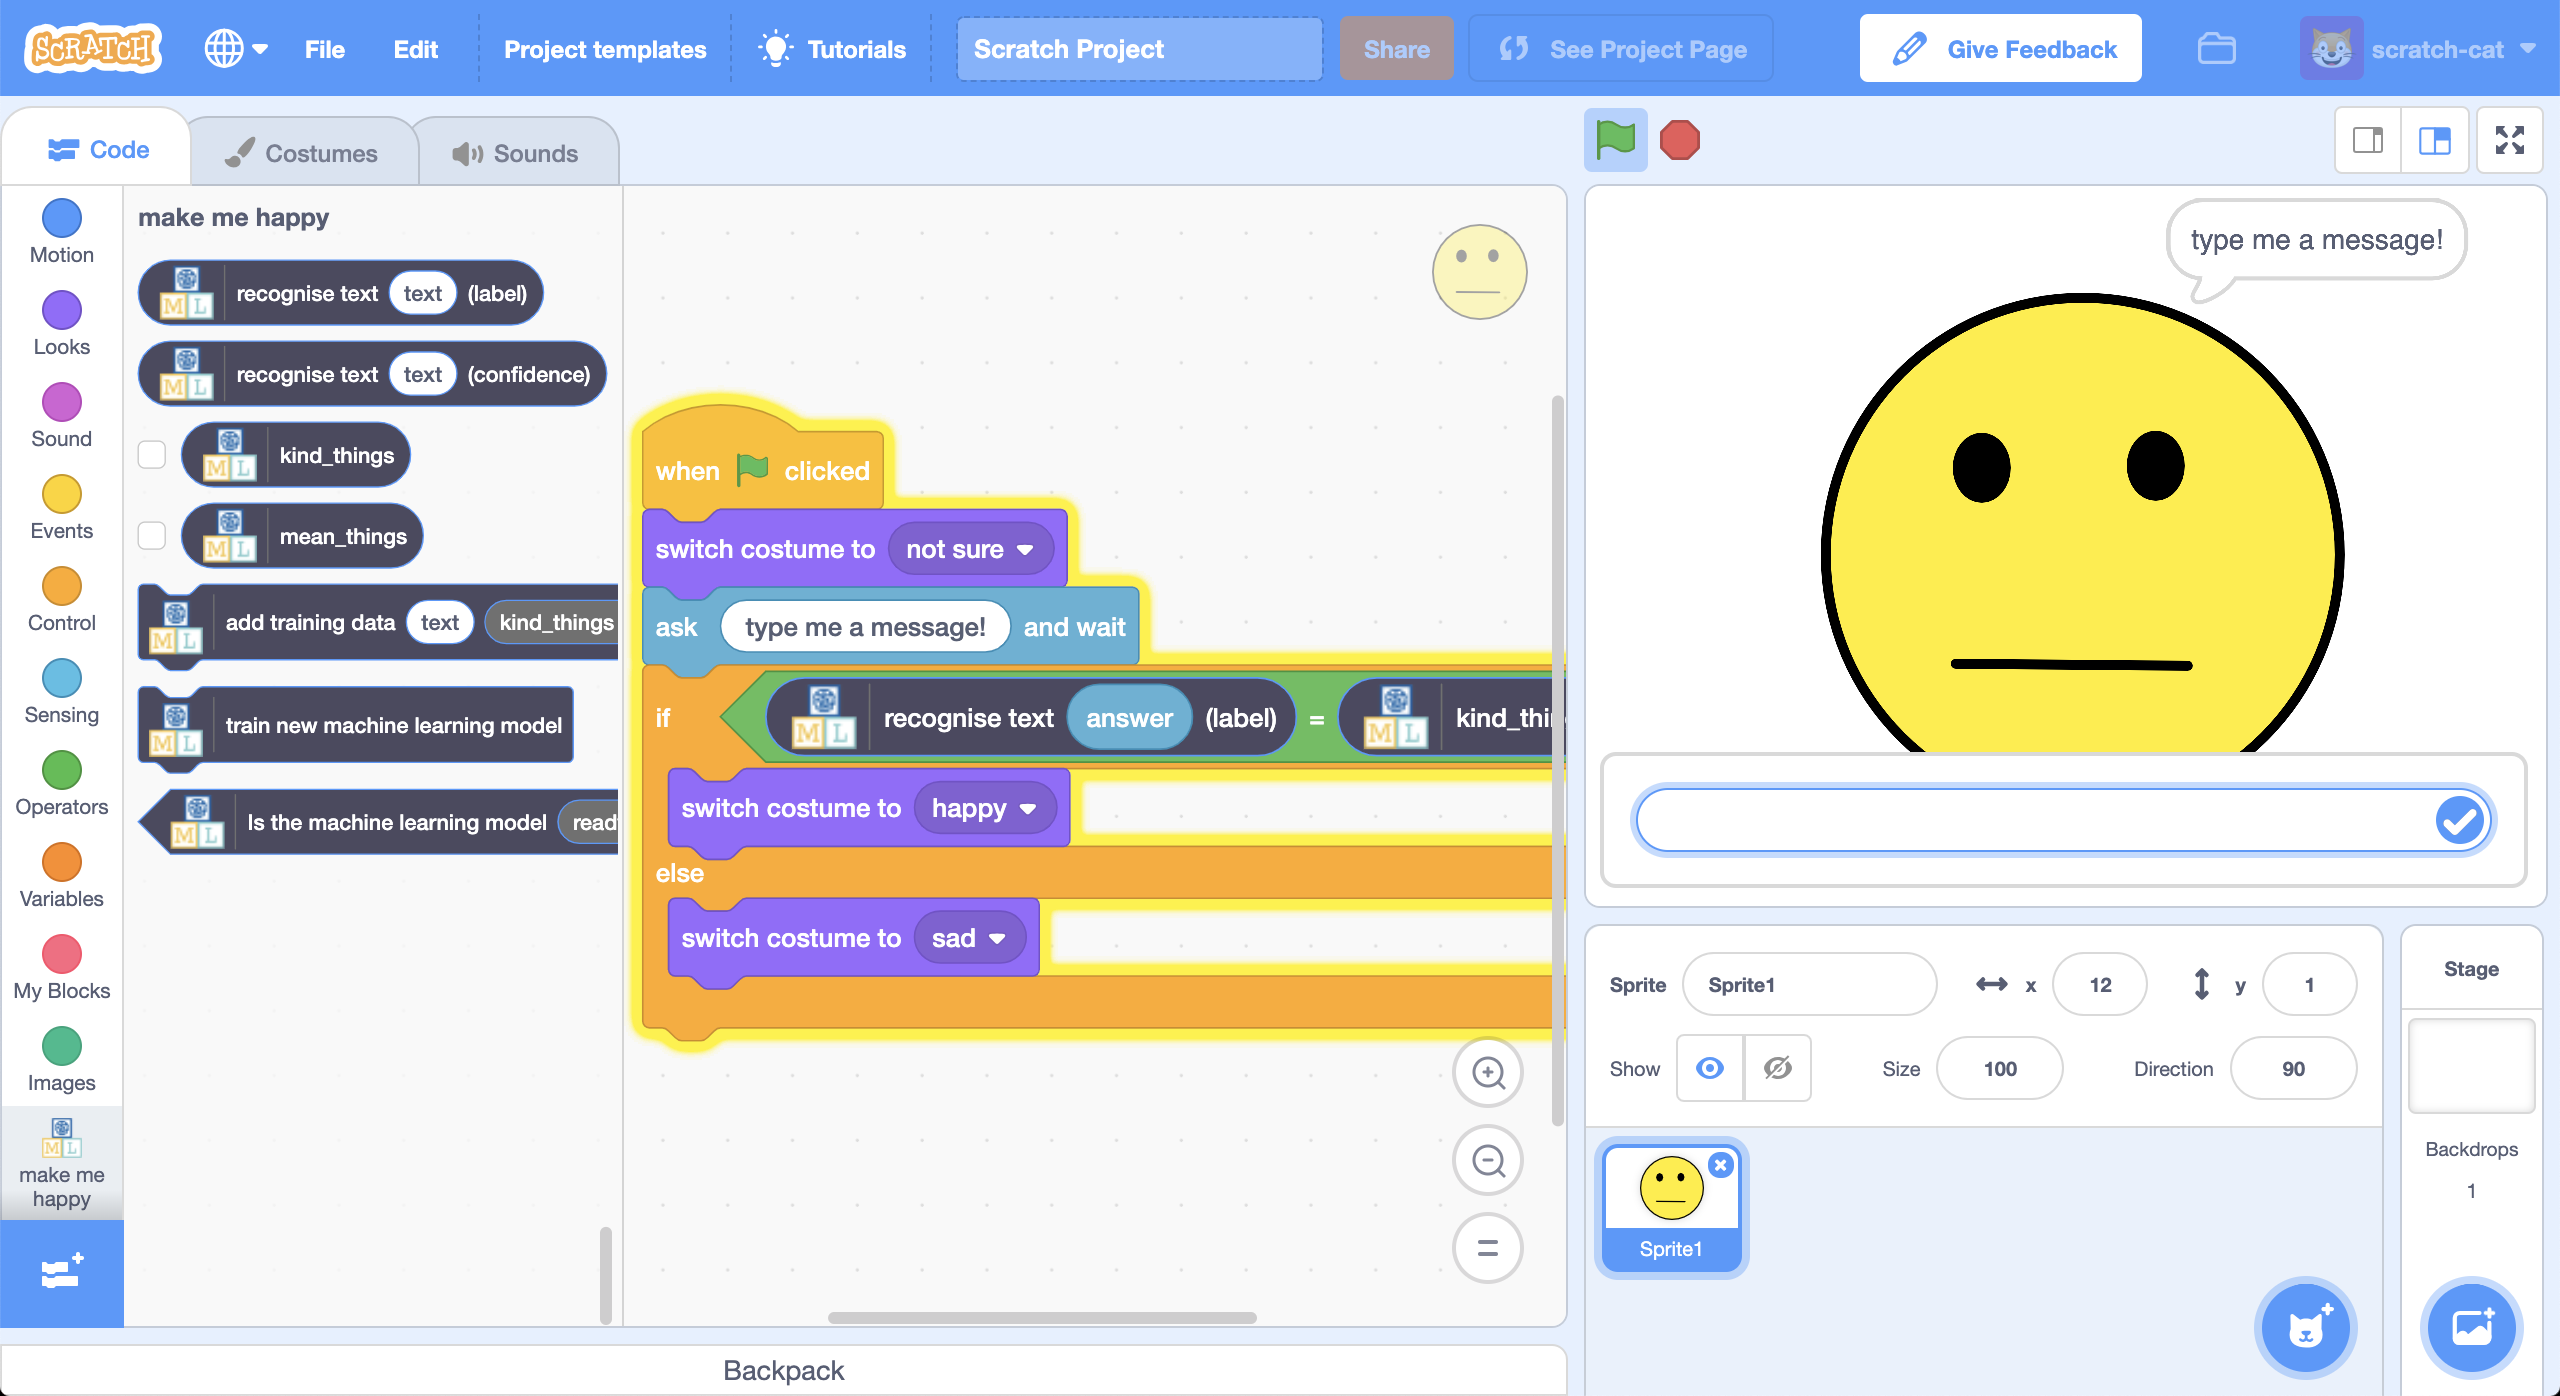 SCRATCH File Edit Project templates Tutorials Scratch Project Share See Project Page Give Feedback scratch-cat
Code Costumes Sounds
Motion
Looks
Sound
Events
Control
Sensing
Operators
Variables
My Blocks
Images
make me
happy
make me happy
M L recognise text text (label)
M L recognise text text (confidence)
M L kind_things
M L mean_things
M L add training data text kind_things
M L train new machine learning model
M L Is the machine learning model
when clicked
switch costume to not sure
ask type me a message! and wait
if M L recognise text answer (label) = M L
switch costume to happy
else
switch costume to sad
Backpack
type me a message!
Sprite Sprite1 x 12 y 1
Show Size 100 Direction 90
Sprite1
Stage
Backdrops
1